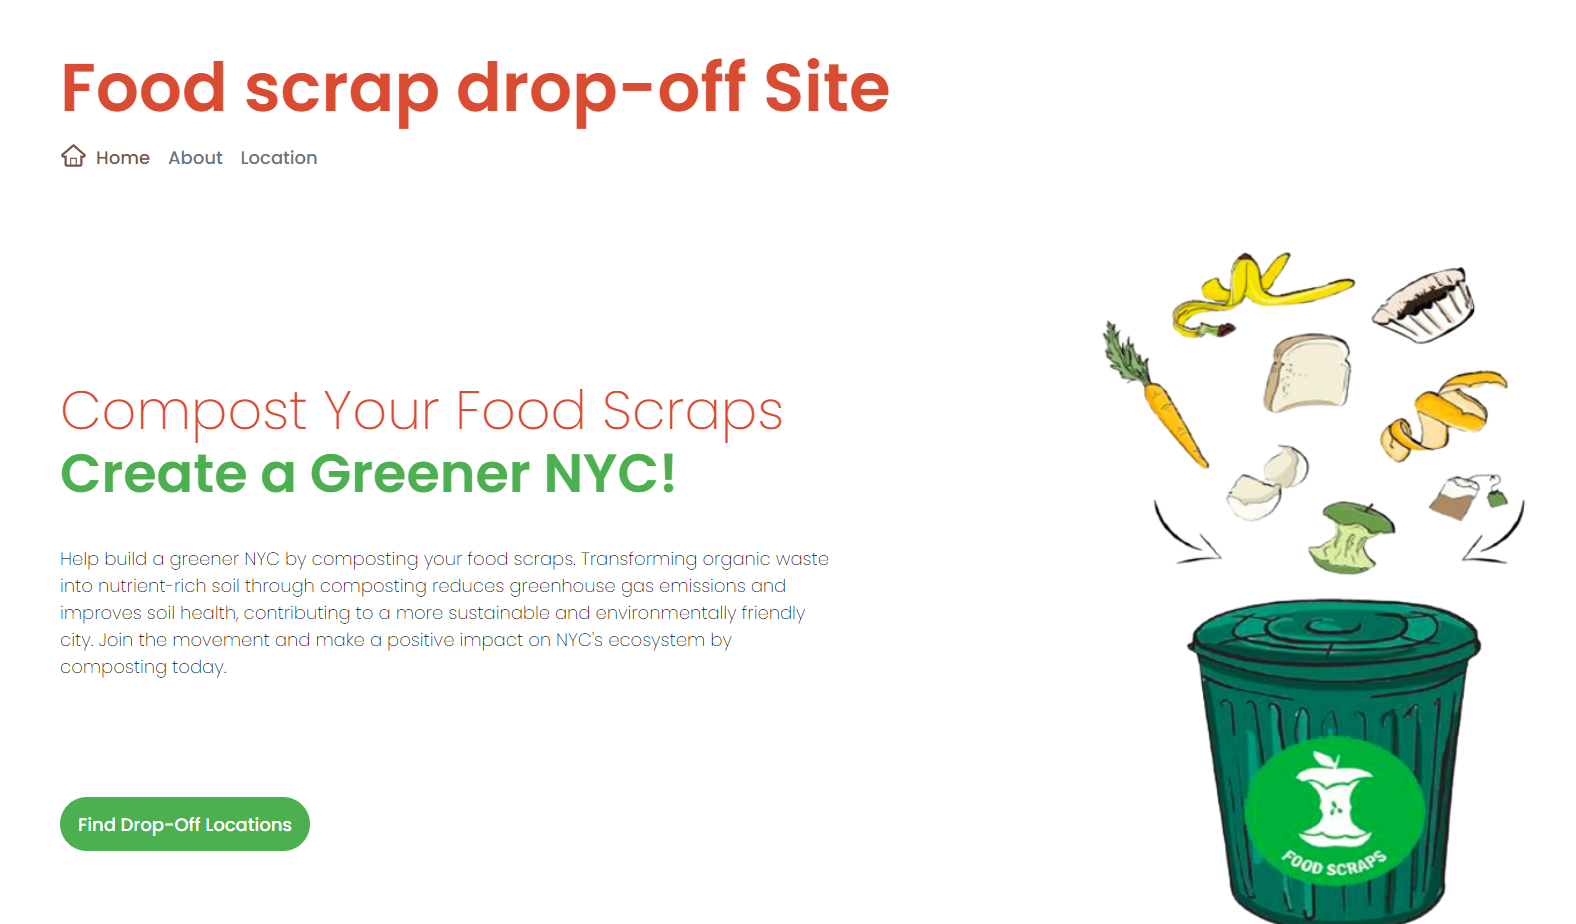 Food scrap drop-off Site
Home About Location
Compost Your Food Scraps
Create a Greener NYC!
Help build a greener NYC by composting your food scraps. Transforming organic waste
into nutrient-rich soil through composting reduces greenhouse gas emissions and
improves soil health, contributing to a more sustainable and environmentally friendly
city. Join the movement and make a positive impact on NYC's ecosystem by
composting today.
Find Drop-Off Locations
FOOD SCRAPS